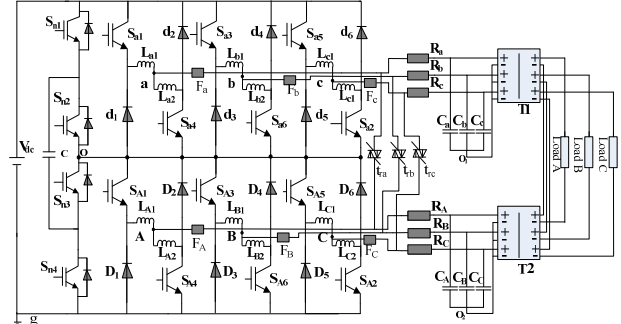 Sn1 Sa1 d2 Sa3 d4 Sa5 d6
La1 Lb1 Lc1 Ra
a Fa b Fb c Fc Rb
Rc
Sn2 La2 Lb2 Lc1 T1
Vdc C O d1 Sa4 d3 Sa6 d5 Sa2 Ca Cb Cc
O1
tra trb trc Load A Load B Load C
Sn3 SA1 D2 SA3 D4 SA5 D6
LA1 LB1 LC1 RA
A FA B FB C FC RB
RC
Sn4 LA2 LB2 LC2 T2
D1 SA4 D3 SA6 D5 SA2 CA CB CC
O2
g